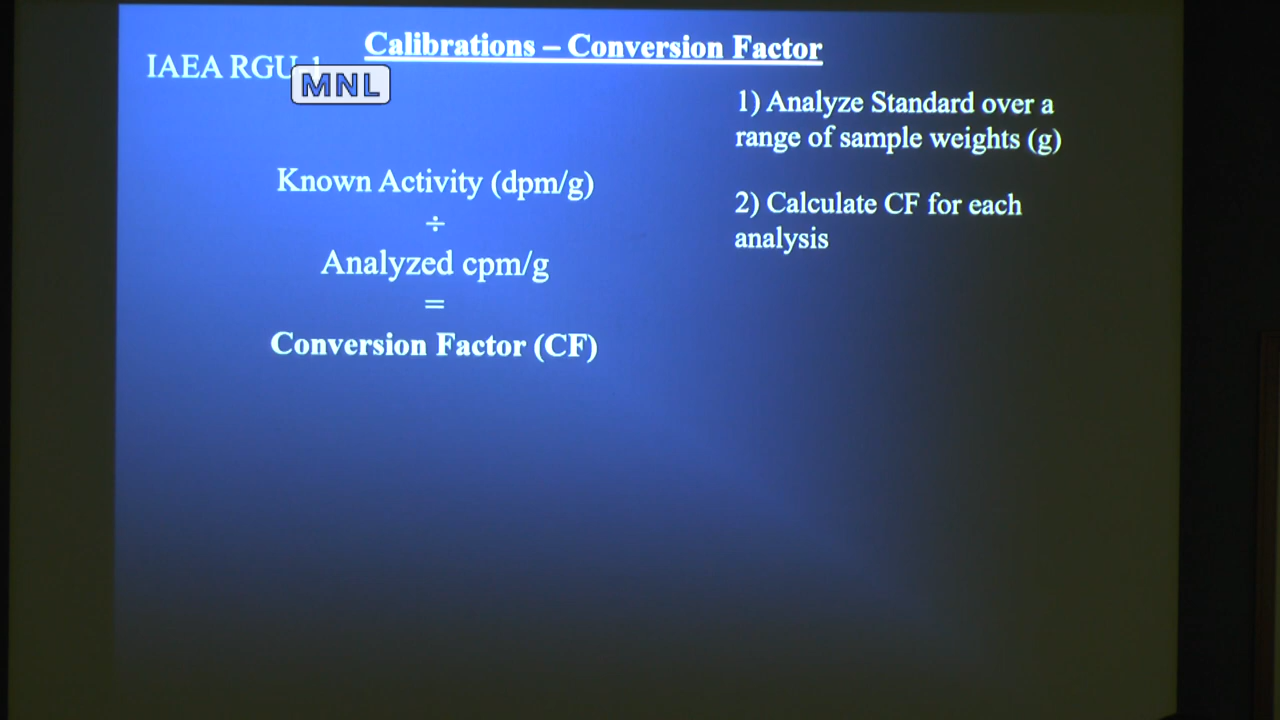 Calibrations – Conversion Factor
IAEA RGU-1
MNL
1) Analyze Standard over a
range of sample weights (g)
2) Calculate CF for each
analysis
Known Activity (dpm/g)
÷
Analyzed cpm/g
=
Conversion Factor (CF)